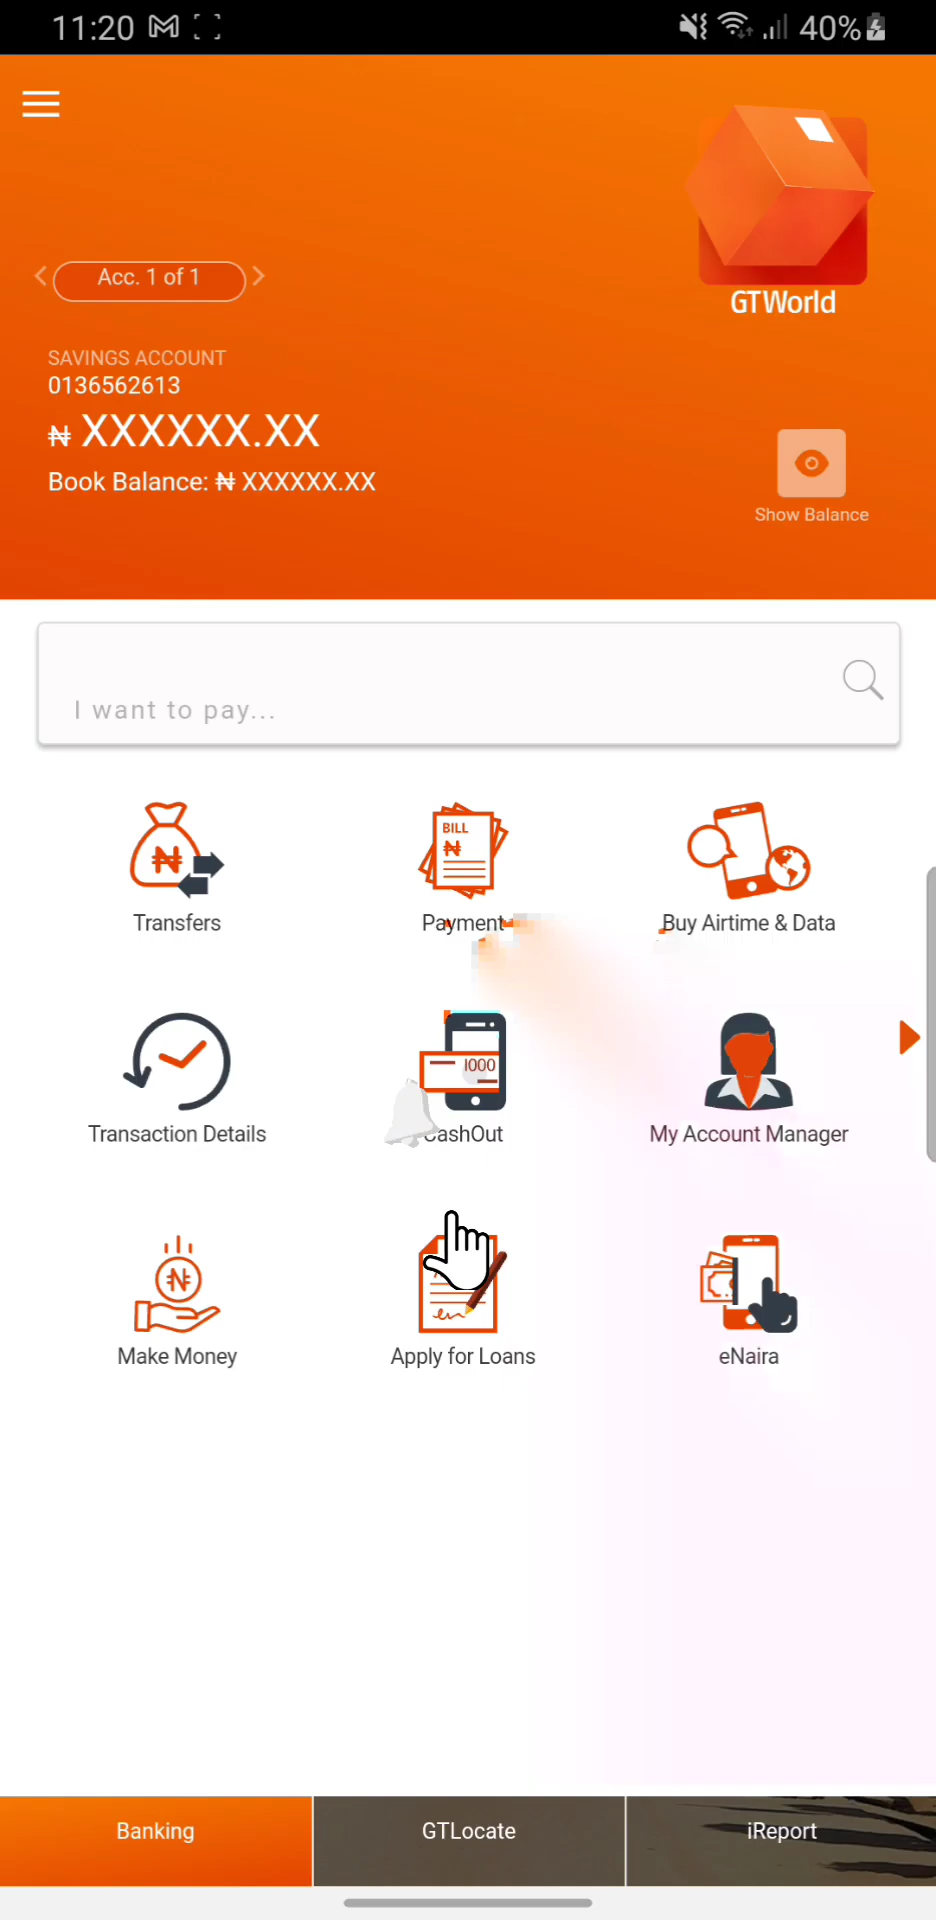 11:20
40%
Acc. 1 of 1
GTWorld
SAVINGS ACCOUNT
0136562613
₦ XXXXXX.XX
Book Balance: ₦ XXXXXX.XX
Show Balance
I want to pay...
BILL
₦
₦
Transfers
Payment
Buy Airtime & Data
1000
Transaction Details
CashOut
My Account Manager
₦
Make Money
Apply for Loans
eNaira
Banking
GTLocate
iReport